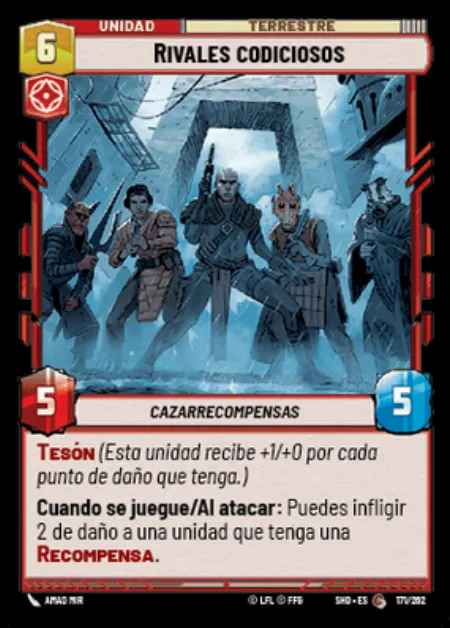 UNIDAD
TERRESTRE
6
RIVALES CODICIOSOS
5
CAZARRECOMPENSAS
5
TESÓN (Esta unidad recibe +1/+0 por cada
punto de daño que tenga.)
Cuando se juegue/Al atacar: Puedes infligir
2 de daño a una unidad que tenga una
RECOMPENSA.
AMAD MIR
© LFL © FFG
SHD • ES
C
171/262